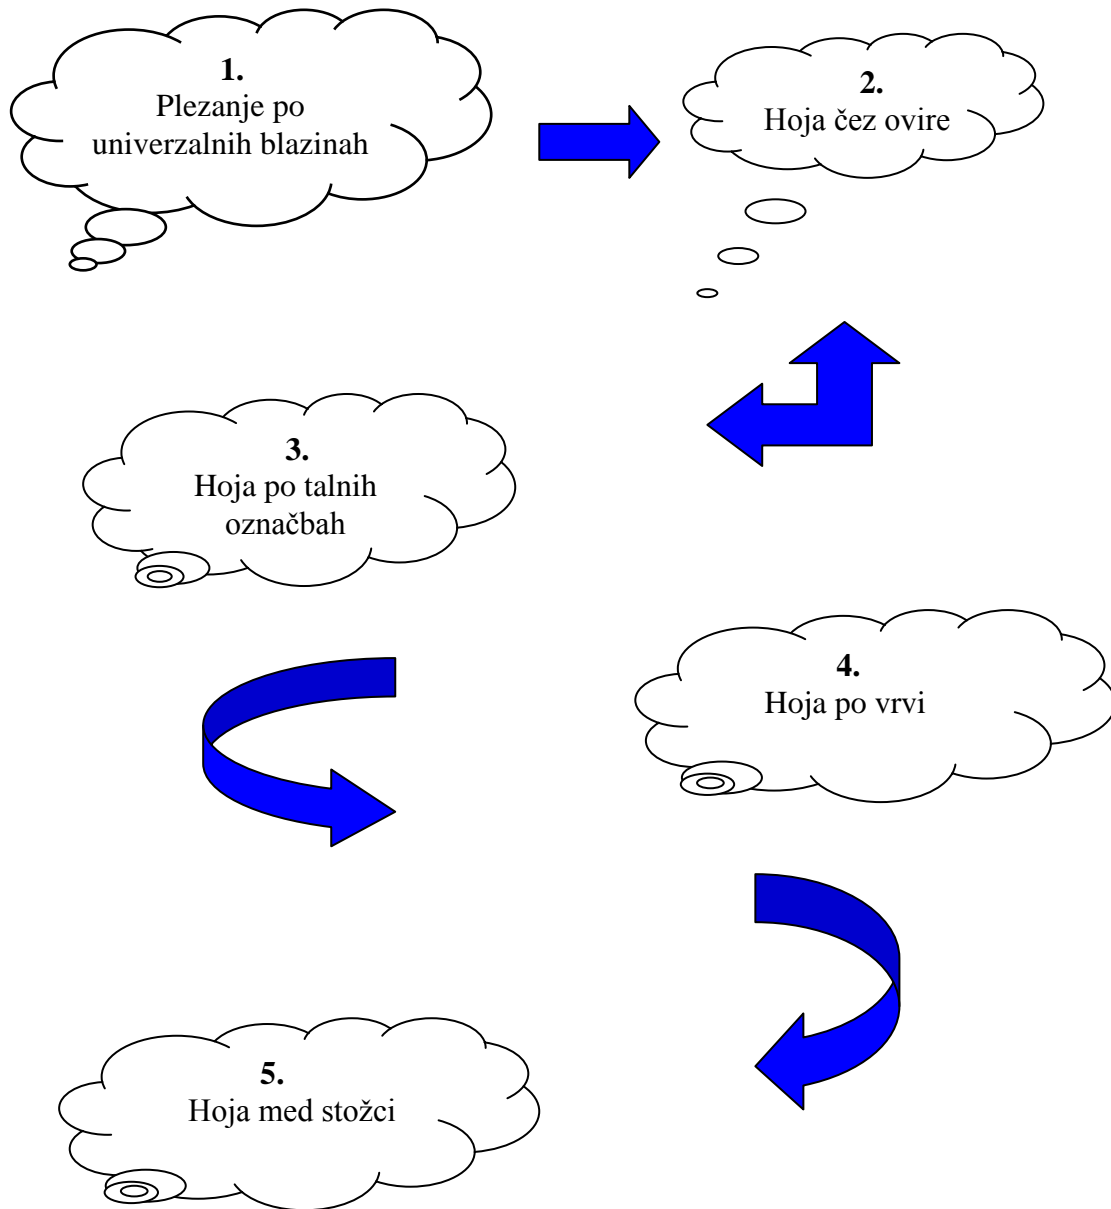 1.
Plezanje po
univerzalnih blazinah
2.
Hoja čez ovire
3.
Hoja po talnih
označbah
4.
Hoja po vrvi
5.
Hoja med stožci